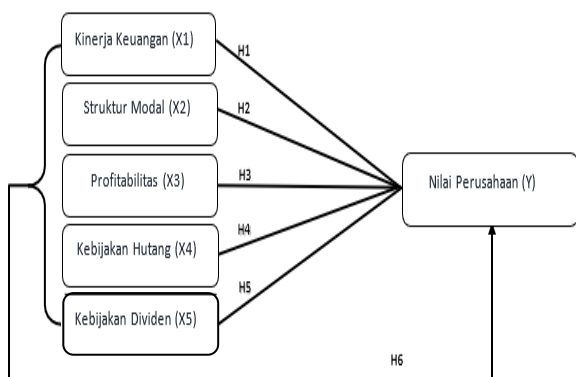 Kinerja Keuangan (X1)
H1
Struktur Modal (X2)
H2
Profitabilitas (X3)
H3
Nilai Perusahaan (Y)
Kebijakan Hutang (X4)
H4
Kebijakan Dividen (X5)
H5
H6